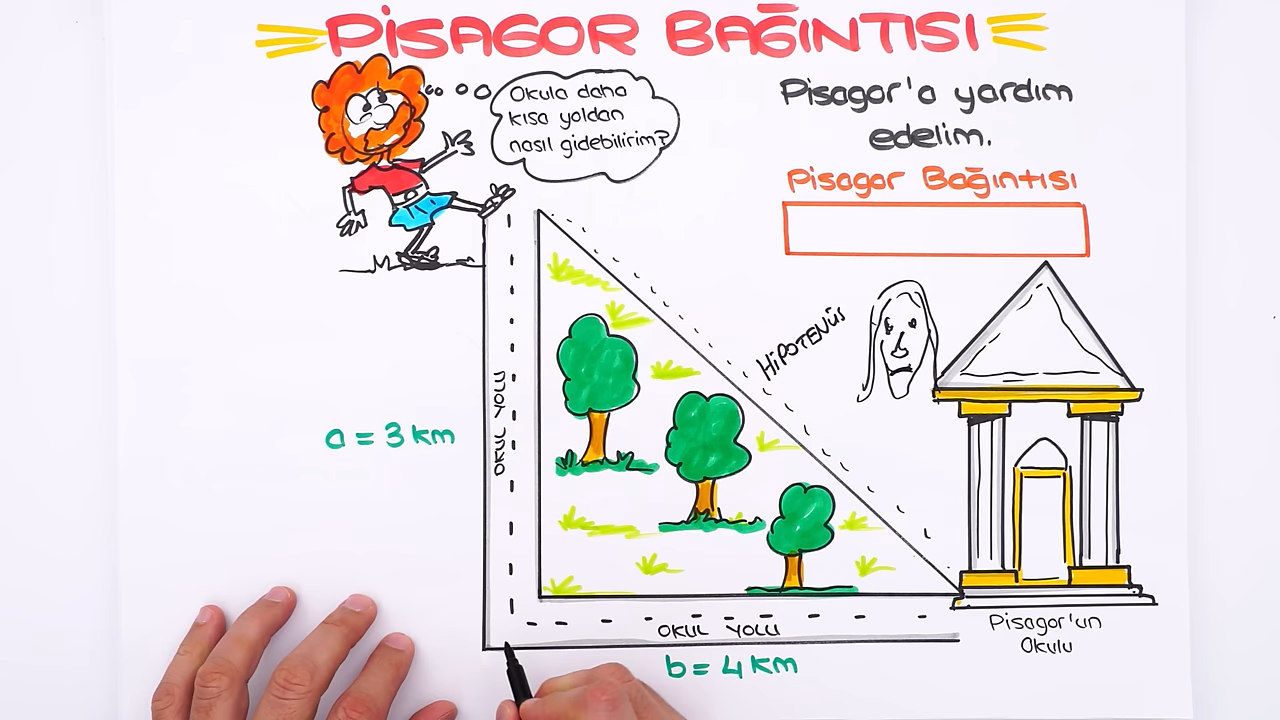 PİSAGOR BAĞINTISI
Okula daha
kısa yoldan
nasıl gidebilirim?
Pisagor'a yardım
edelim.
Pisagor Bağıntısı
HİPOTENÜS
OKUL YOLU
a = 3 km
OKUL YOLU
b = 4 km
Pisagor'un
Okulu